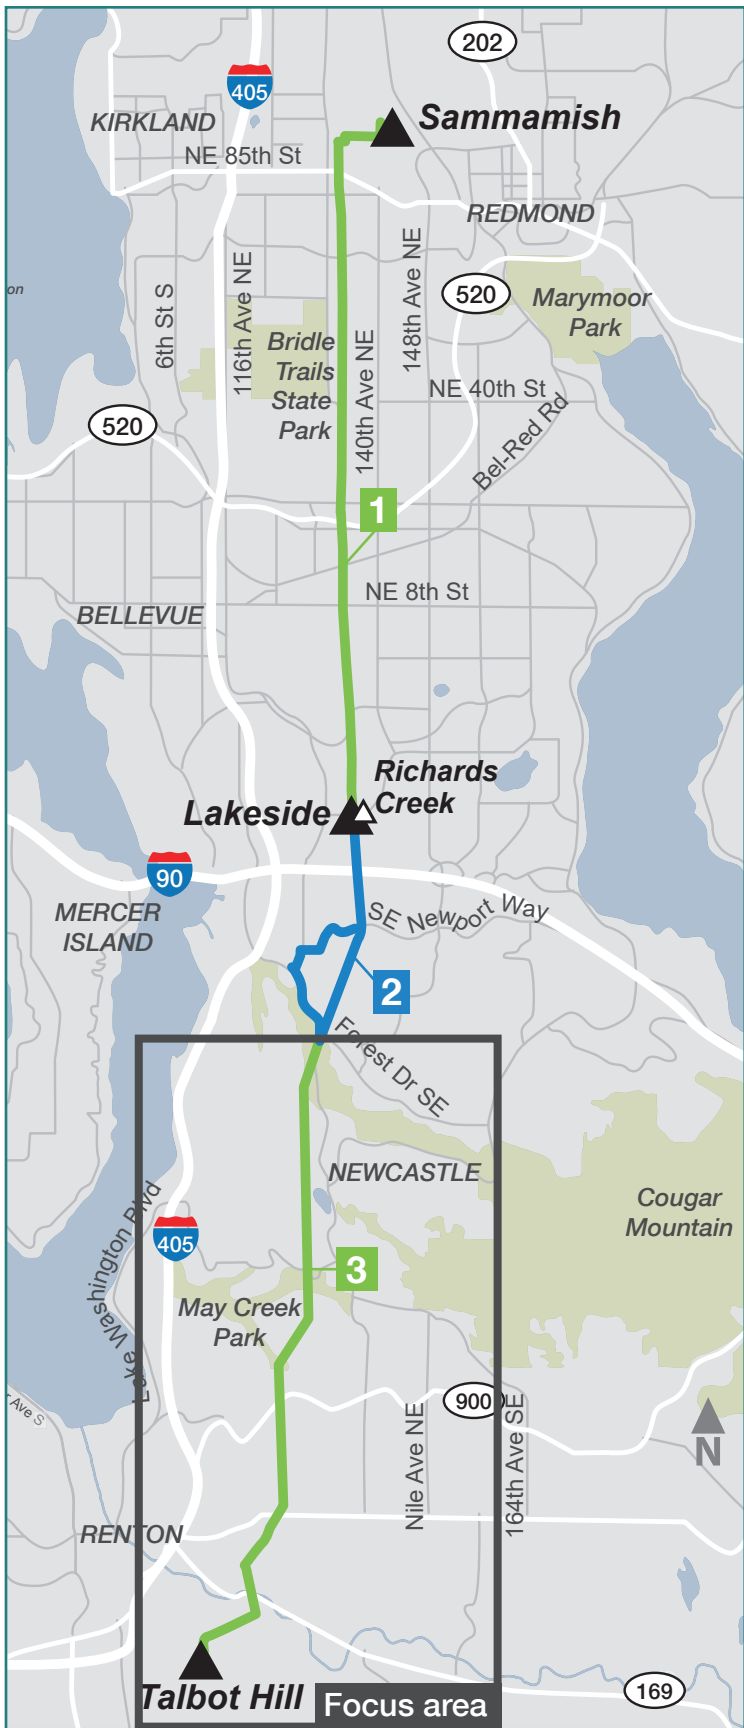 202
405
KIRKLAND
Sammamish
NE 85th St
REDMOND
on
6th St S
116th Ave NE
148th Ave NE
520
Marymoor
Park
Bridle
Trails
State
Park
140th Ave NE
NE 40th St
Bel-Red Rd
520
1
NE 8th St
BELLEVUE
Richards
Creek
Lakeside
90
MERCER
ISLAND
SE Newport Way
2
Forest Dr SE
NEWCASTLE
Cougar
Mountain
Lake Washington Blvd
405
3
May Creek
Park
900
r Ave S
Nile Ave NE
164th Ave SE
N
RENTON
169
Talbot Hill
Focus area